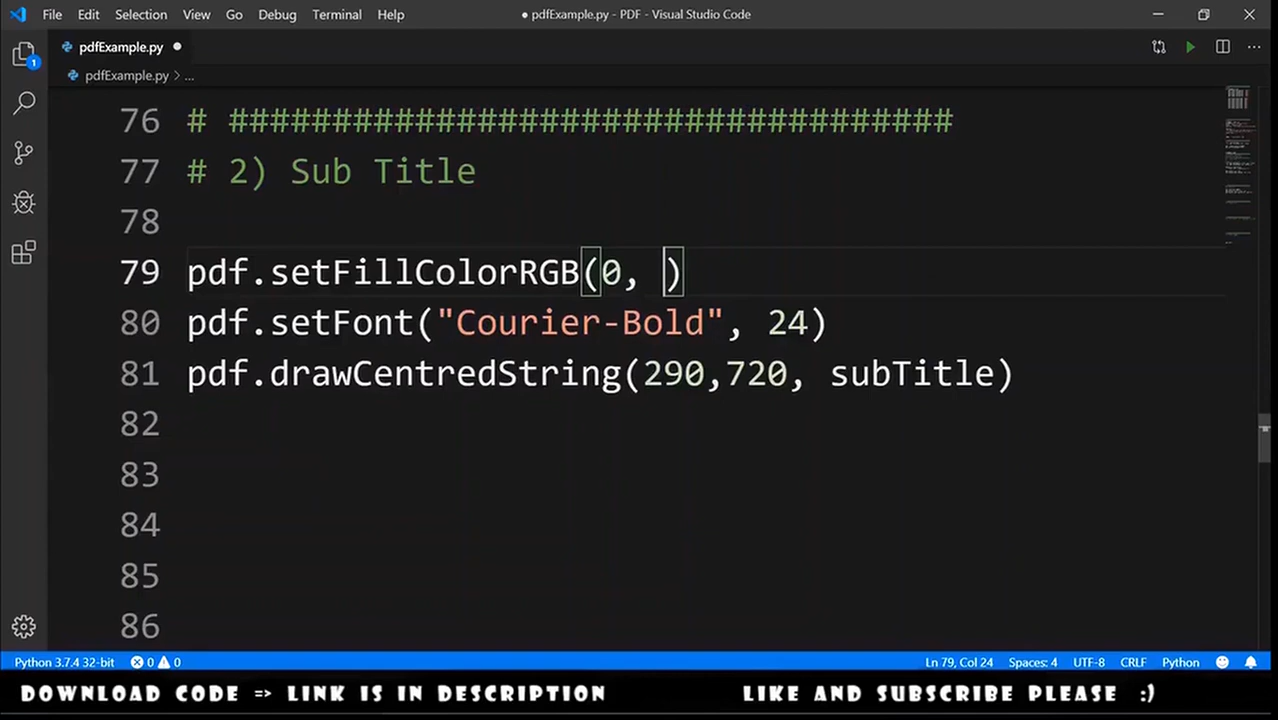 File Edit Selection View Go Debug Terminal Help ● pdfExample.py - PDF - Visual Studio Code
pdfExample.py ●
pdfExample.py > ...
76 # ###################################
77 # 2) Sub Title
78
79 pdf.setFillColorRGB(0, )
80 pdf.setFont("Courier-Bold", 24)
81 pdf.drawCentredString(290,720, subTitle)
82
83
84
85
86
1
Python 3.7.4 32-bit 0 0 Ln 79, Col 24 Spaces: 4 UTF-8 CRLF Python
DOWNLOAD CODE => LINK IS IN DESCRIPTION LIKE AND SUBSCRIBE PLEASE :)